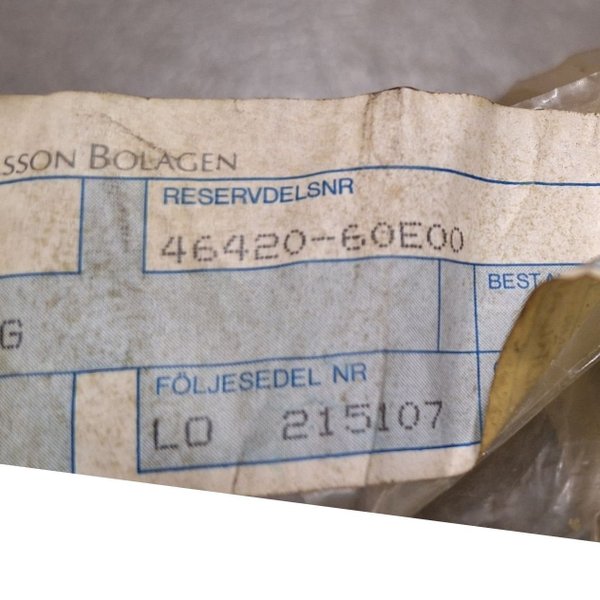 SSON BOLAGEN
RESERVDELSNR
46420-60E00
BEST
G
FÖLJESEDEL NR
LO 215107